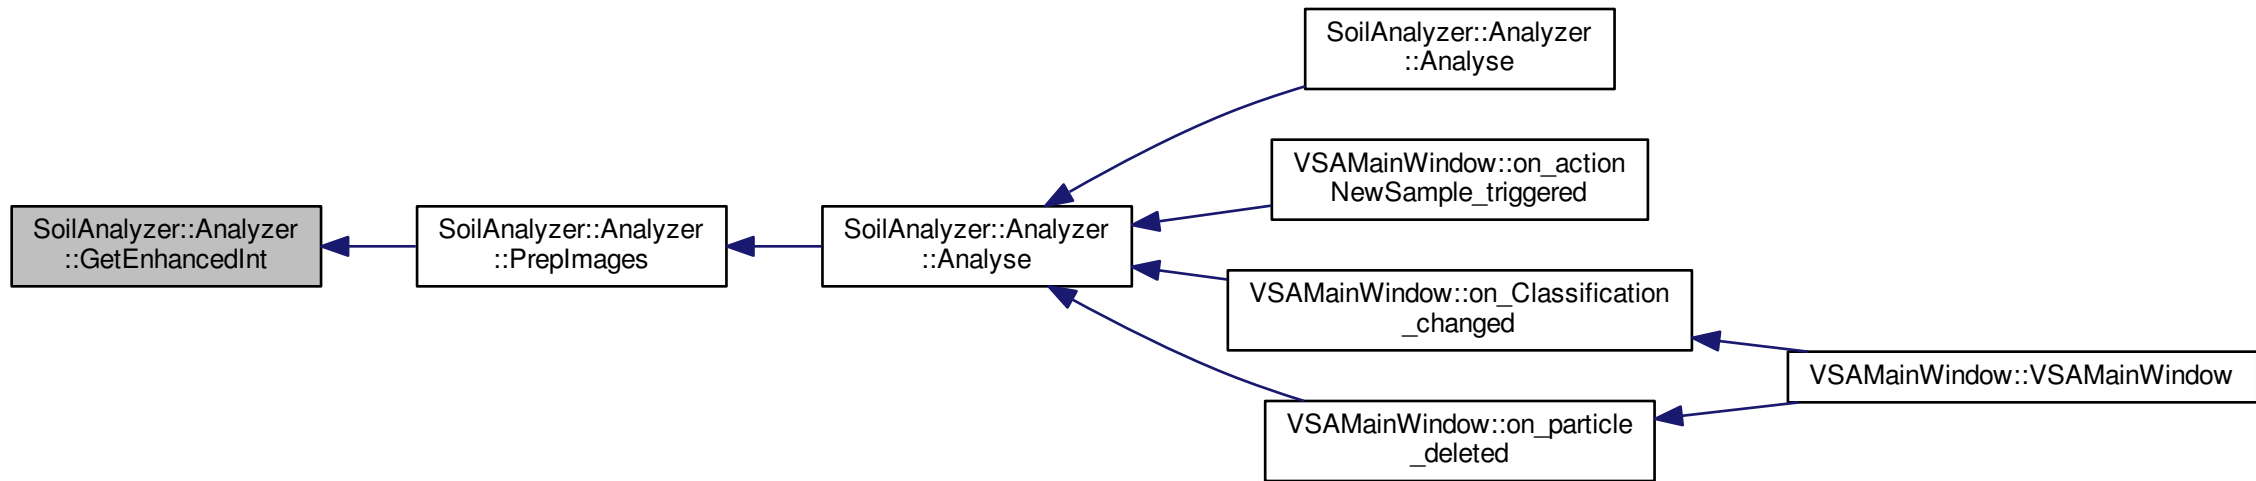 SoilAnalyzer::Analyzer
::Analyse
VSAMainWindow::on_action
NewSample_triggered
SoilAnalyzer::Analyzer
::GetEnhancedInt
SoilAnalyzer::Analyzer
::PrepImages
SoilAnalyzer::Analyzer
::Analyse
VSAMainWindow::on_Classification
_changed
VSAMainWindow::VSAMainWindow
VSAMainWindow::on_particle
_deleted